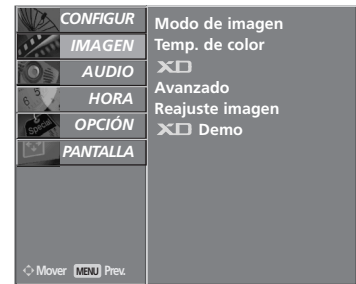 CONFIGUR
IMAGEN
AUDIO
HORA
OPCIÓN
PANTALLA
Mover MENU Prev.
Modo de imagen
Temp. de color
XD
Avanzado
Reajuste imagen
XD Demo